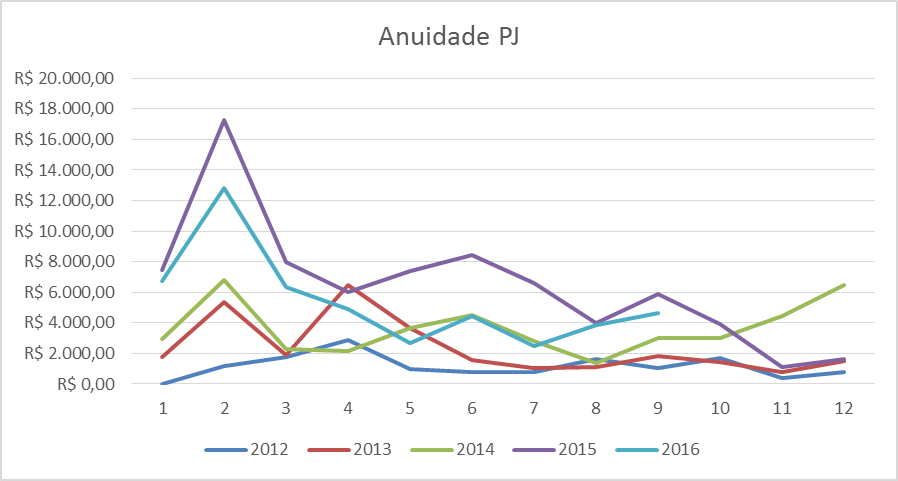 Anuidade PJ
R$ 20.000,00
R$ 18.000,00
R$ 16.000,00
R$ 14.000,00
R$ 12.000,00
R$ 10.000,00
R$ 8.000,00
R$ 6.000,00
R$ 4.000,00
R$ 2.000,00
R$ 0,00
1 2 3 4 5 6 7 8 9 10 11 12
2012 2013 2014 2015 2016